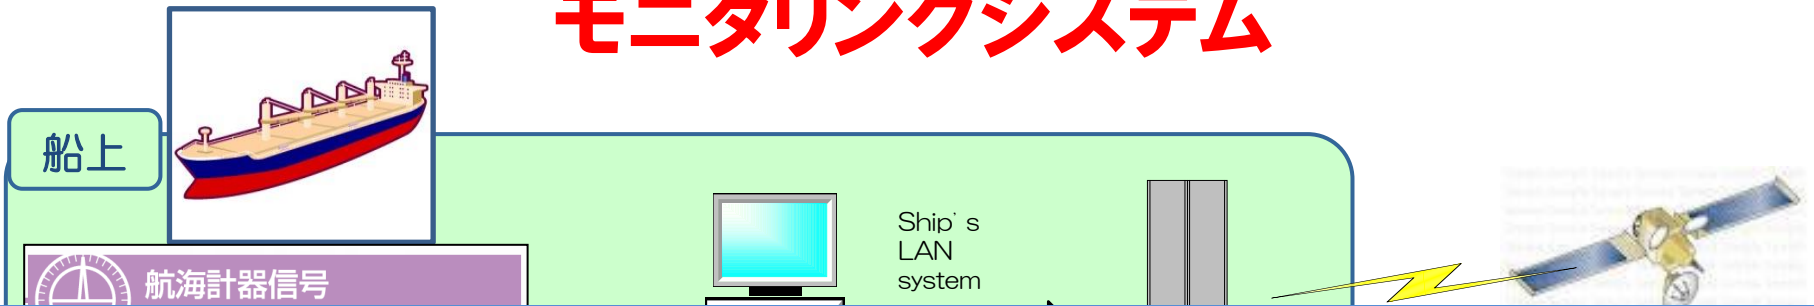 モニタリングシステム
船上
Ship's
LAN
system
航海計器信号